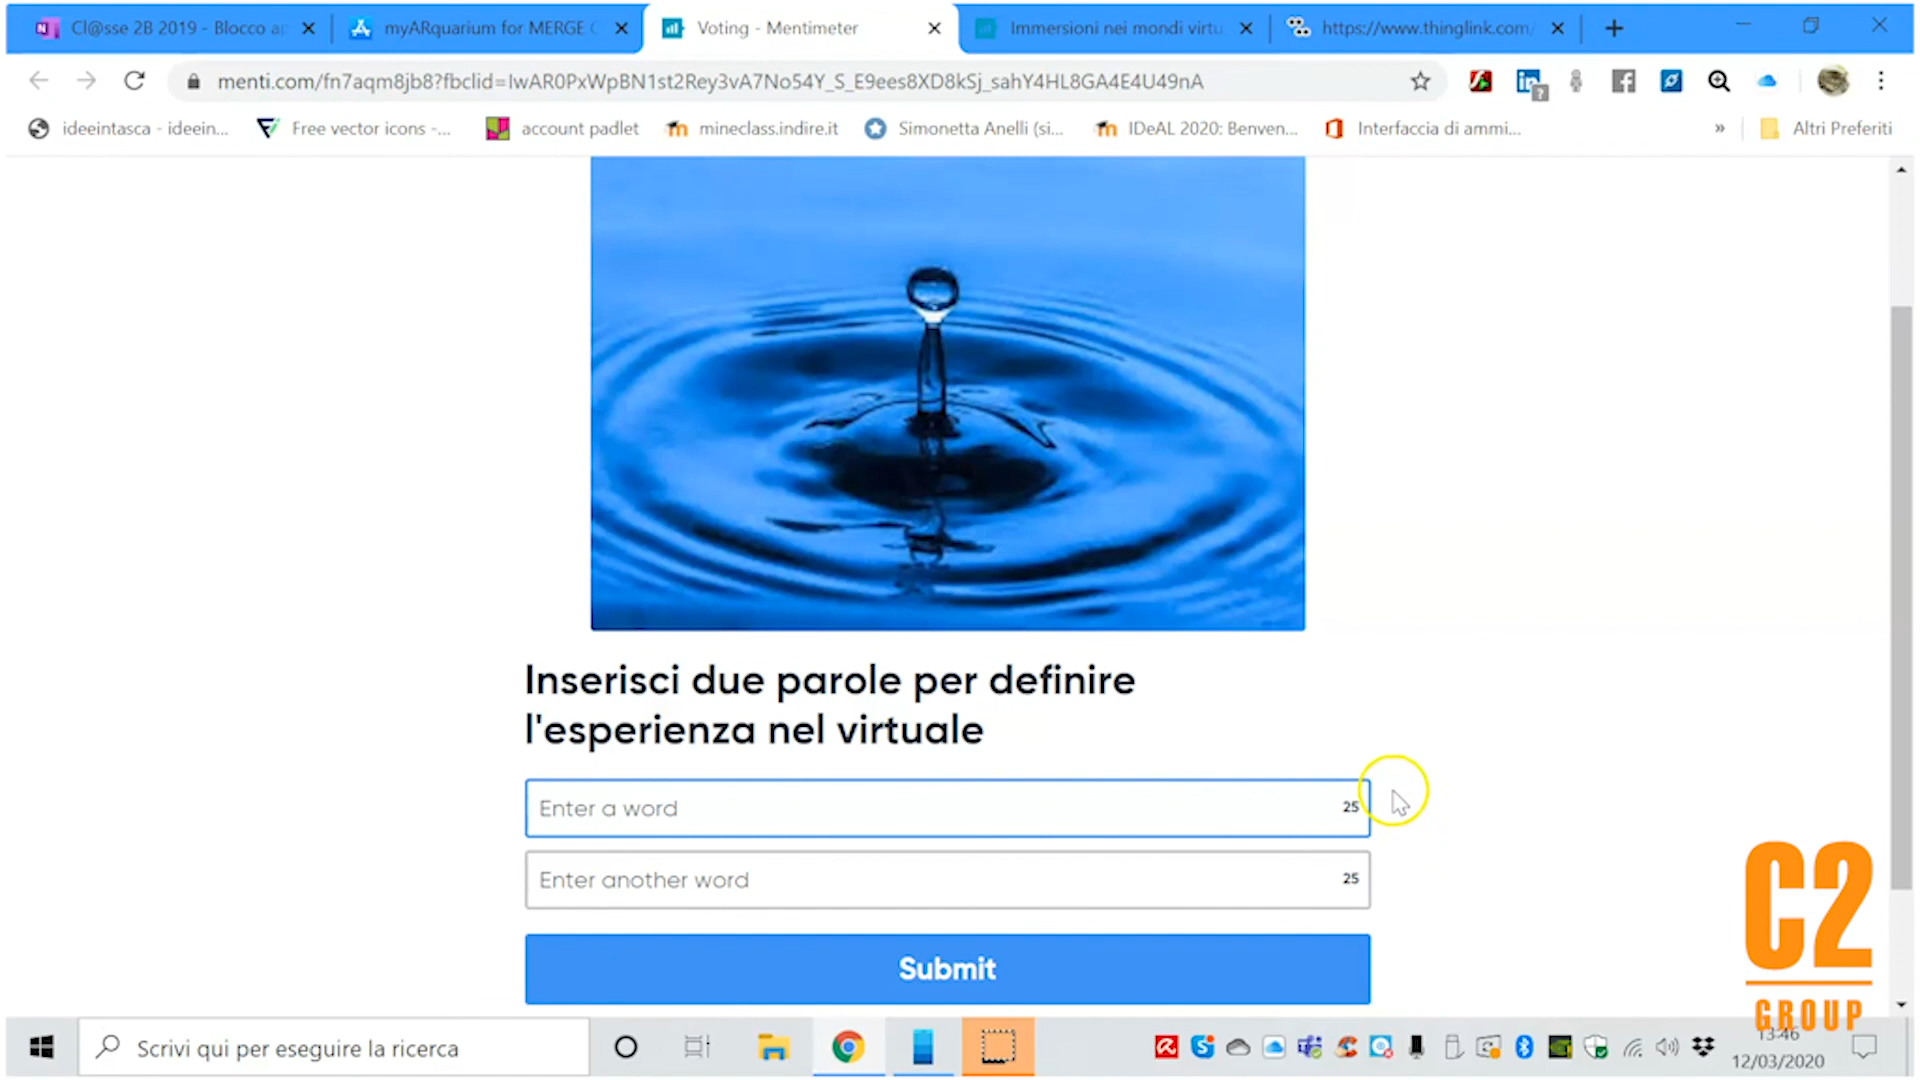 Cl@sse 2B 2019 - Blocco ap
myARquarium for MERGE C
Voting - Mentimeter
Immersioni nei mondi virtu
https://www.thinglink.com/
menti.com/fn7aqm8jb8?fbclid=IwAR0PxWpBN1st2Rey3vA7No54Y_S_E9ees8XD8kSj_sahY4HL8GA4E4U49nA
ideeintasca - ideein...
Free vector icons -...
account padlet
mineclass.indire.it
Simonetta Anelli (si...
IDeAL 2020: Benven...
Interfaccia di ammi...
»
Altri Preferiti
Inserisci due parole per definire
l'esperienza nel virtuale
Enter a word
25
Enter another word
25
Submit
C2
GROUP
Scrivi qui per eseguire la ricerca
13:46
12/03/2020